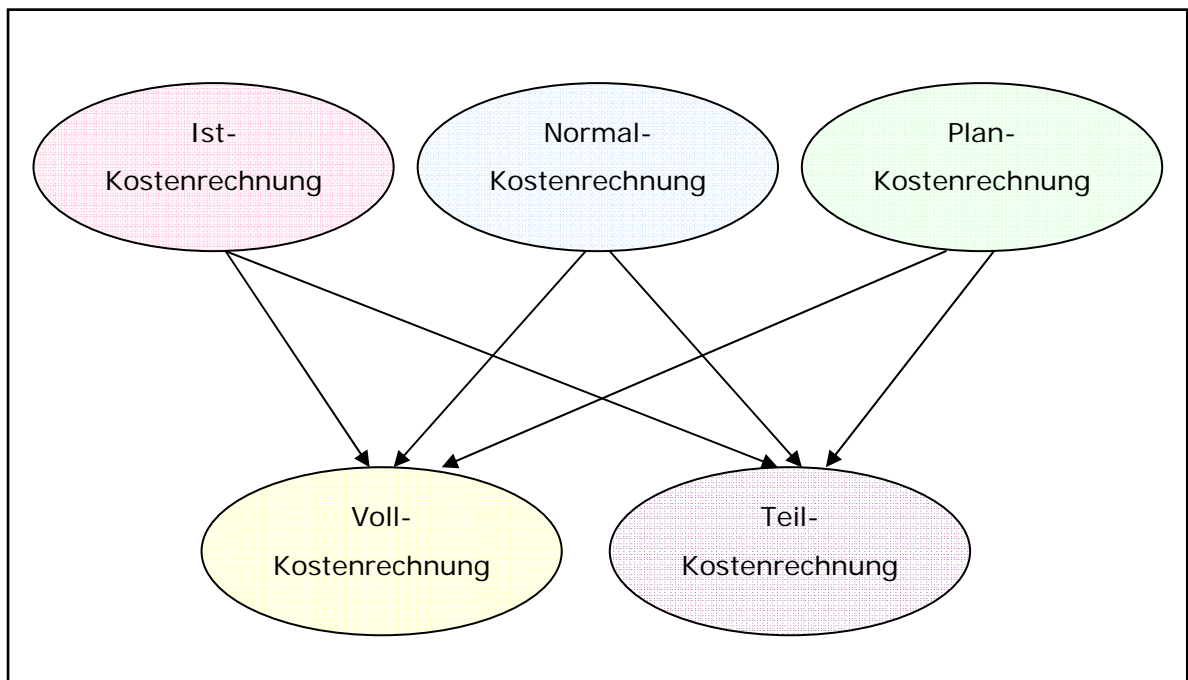 Ist-
Kostenrechnung
Normal-
Kostenrechnung
Plan-
Kostenrechnung
Voll-
Kostenrechnung
Teil-
Kostenrechnung